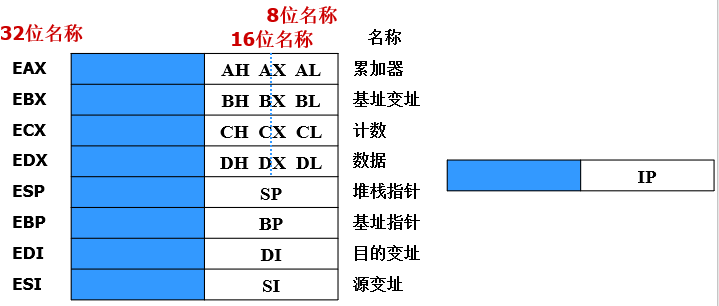 8位名称
32位名称 16位名称 名称
EAX AH AX AL 累加器
EBX BH BX BL 基址变址
ECX CH CX CL 计数
EDX DH DX DL 数据
IP
ESP SP 堆栈指针
EBP BP 基址指针
EDI DI 目的变址
ESI SI 源变址